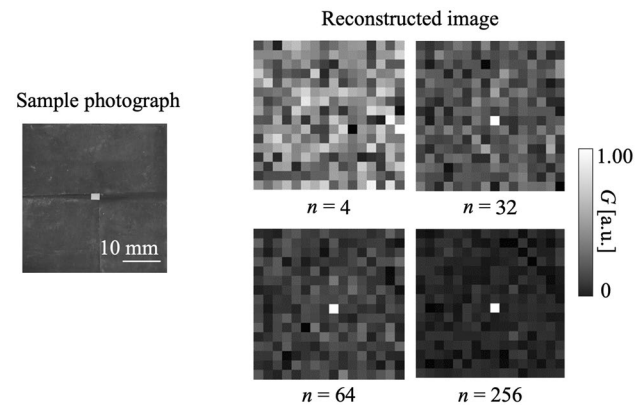 Reconstructed image
Sample photograph
10 mm
n = 4
n = 32
n = 64
n = 256
1.00
G [a.u.]
0